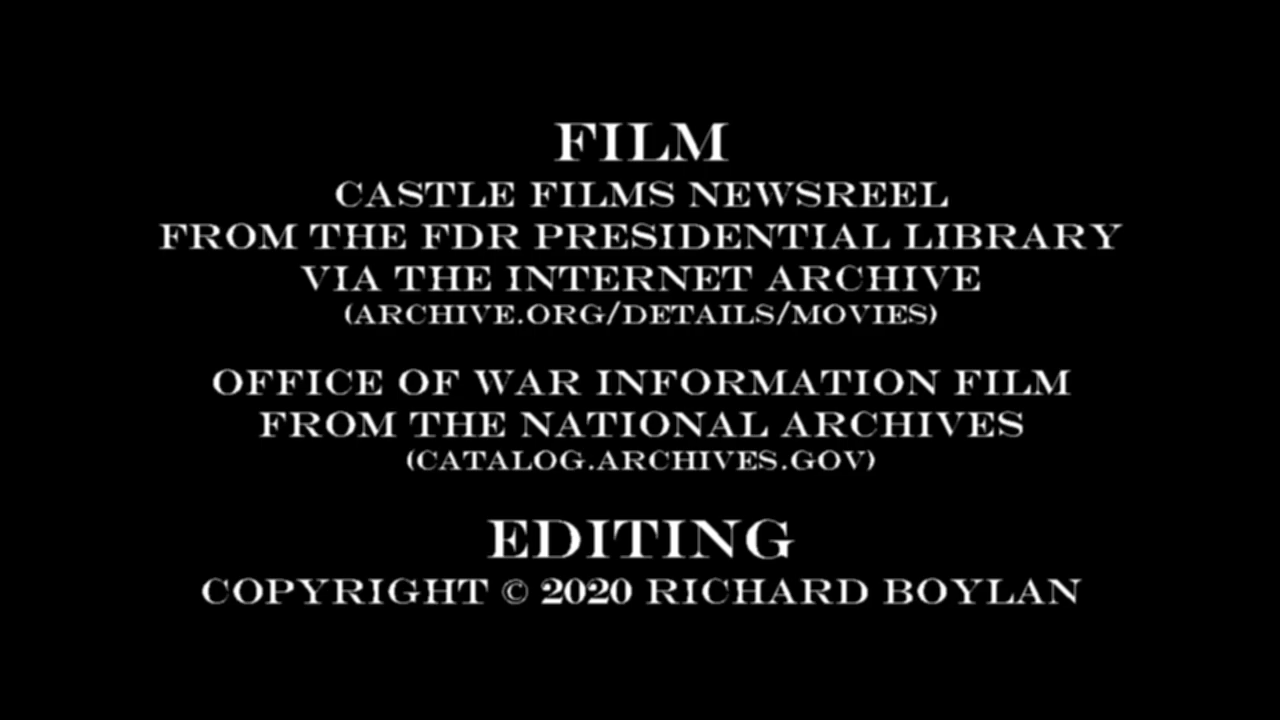 FILM
CASTLE FILMS NEWSREEL
FROM THE FDR PRESIDENTIAL LIBRARY
VIA THE INTERNET ARCHIVE
(ARCHIVE.ORG/DETAILS/MOVIES)
OFFICE OF WAR INFORMATION FILM
FROM THE NATIONAL ARCHIVES
(CATALOG.ARCHIVES.GOV)
EDITING
COPYRIGHT © 2020 RICHARD BOYLAN